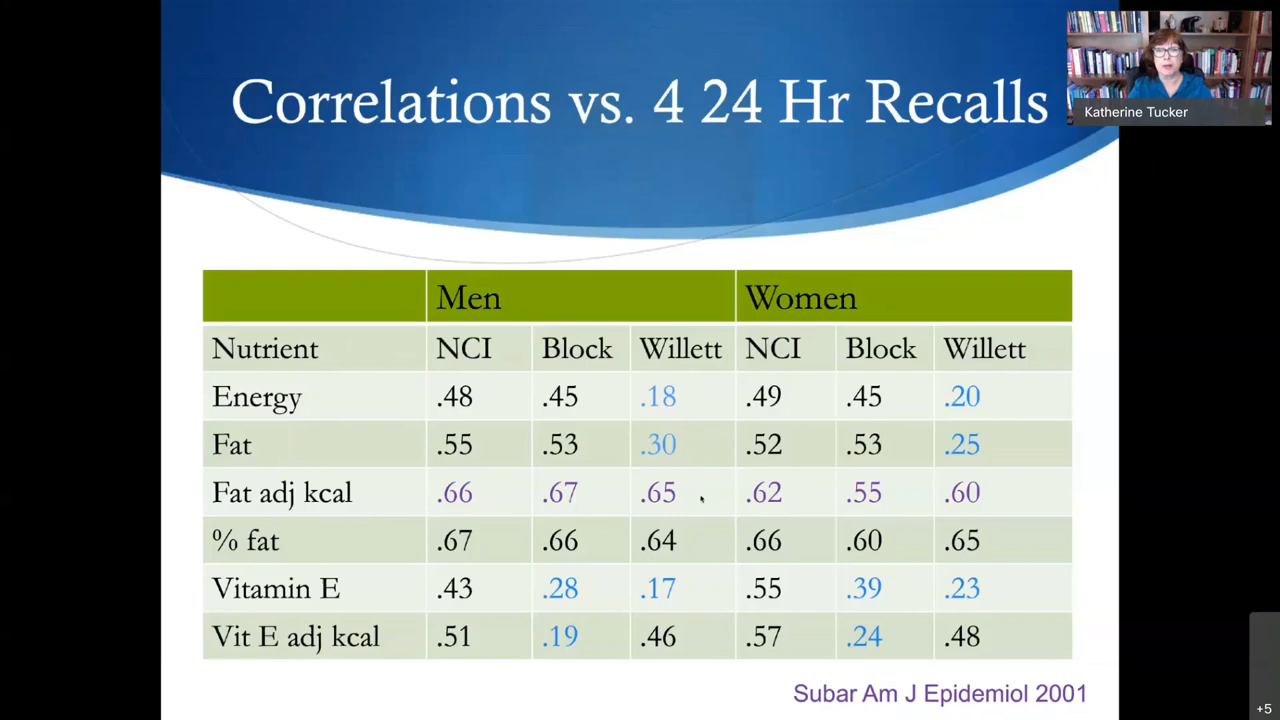 Correlations vs. 4 24 Hr Recalls
Katherine Tucker
Men Women
Nutrient NCI Block Willett NCI Block Willett
Energy .48 .45 .18 .49 .45 .20
Fat .55 .53 .30 .52 .53 .25
Fat adj kcal .66 .67 .65 .62 .55 .60
% fat .67 .66 .64 .66 .60 .65
Vitamin E .43 .28 .17 .55 .39 .23
Vit E adj kcal .51 .19 .46 .57 .24 .48
Subar Am J Epidemiol 2001
+5